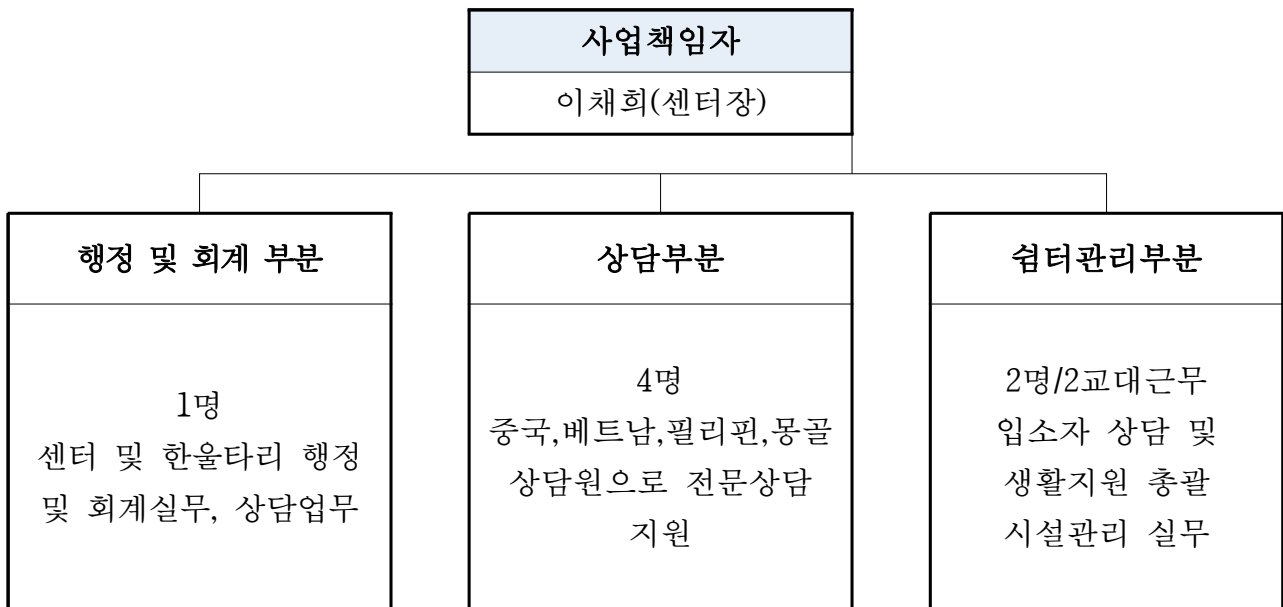 사업책임자
이채희(센터장)
행정 및 회계 부분
1명
센터 및 한울타리 행정
및 회계실무, 상담업무
상담부분
4명
중국,베트남,필리핀,몽골
상담원으로 전문상담
지원
쉼터관리부분
2명/2교대근무
입소자 상담 및
생활지원 총괄
시설관리 실무